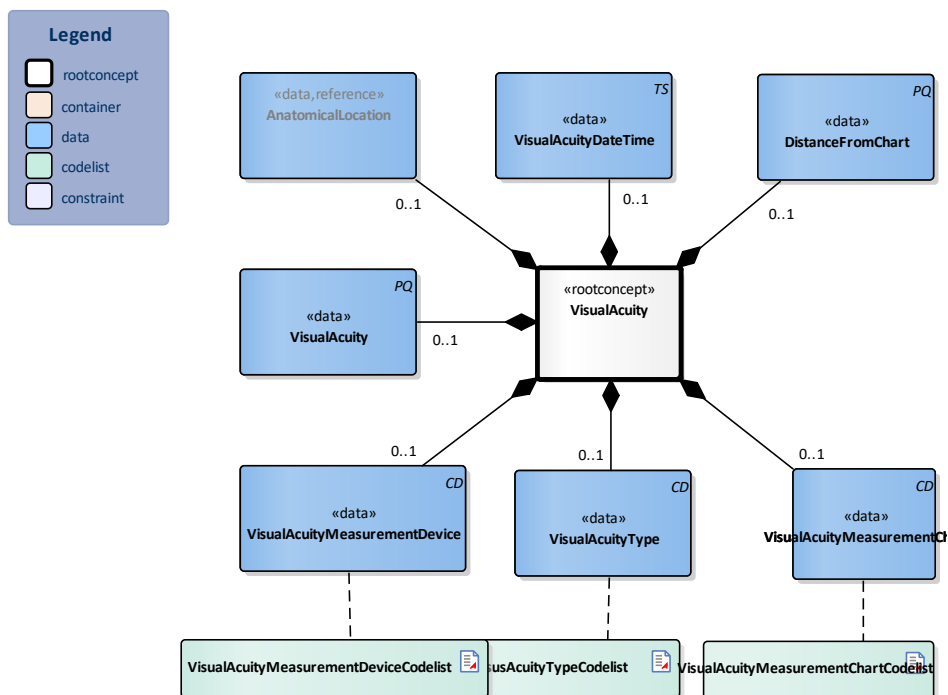 Legend
rootconcept
container
data
codelist
constraint
«data,reference»
AnatomicalLocation
TS
«data»
VisualAcuityDateTime
PQ
«data»
DistanceFromChart
0..1
0..1
0..1
PQ
«data»
VisualAcuity
0..1
«rootconcept»
VisualAcuity
0..1
0..1
0..1
CD
«data»
VisualAcuityMeasurementDevice
CD
«data»
VisualAcuityType
CD
«data»
VisualAcuityMeasurementCh
VisualAcuityMeasurementDeviceCodelist
usAcuityTypeCodelist
VisualAcuityMeasurementChartCodelist